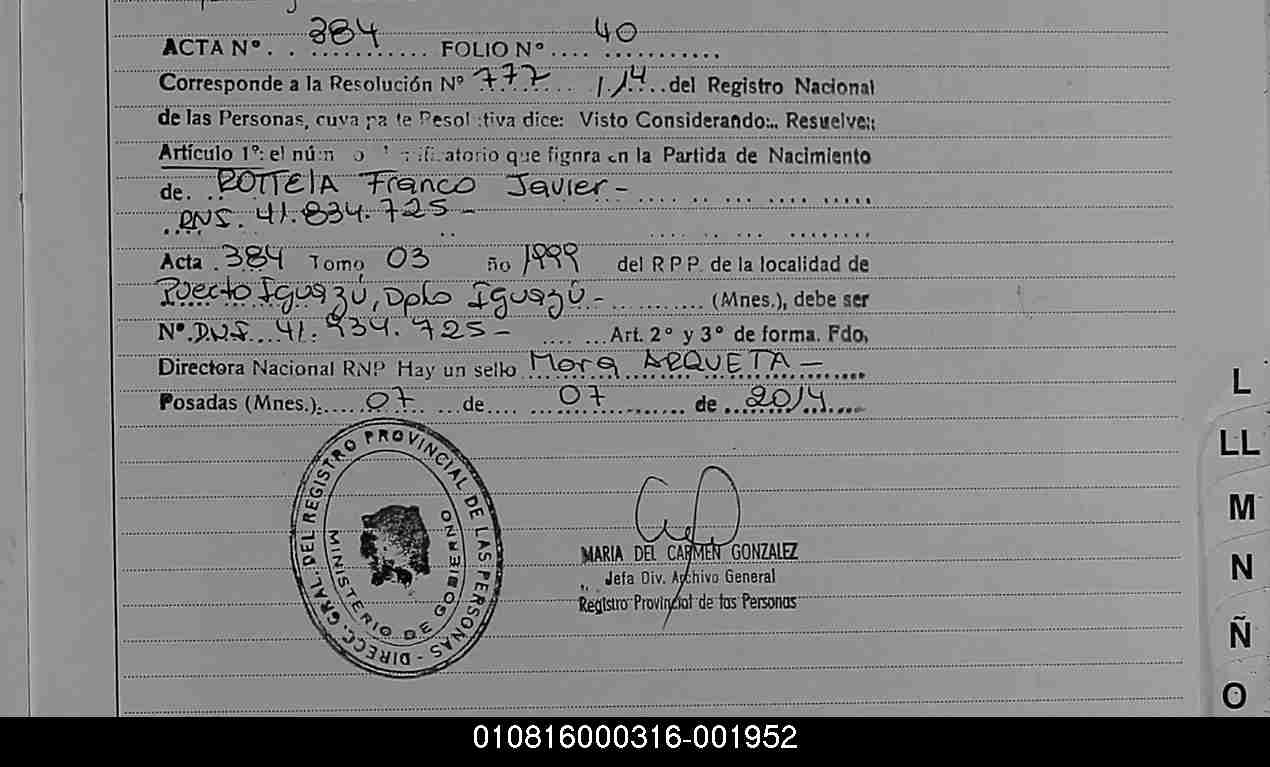 ACTA Nº. . 384 FOLIO Nº.... 40
Corresponde a la Resolución Nº 777 1.14 del Registro Nacional
de las Personas, cuya pa te Resol tiva dice: Visto Considerando:. Resuelve:
Artículo 1º: el núm o if atorio que fignra en la Partida de Nacimiento
de. ROTTELA Franco Javier-
DNI. 41.834.725-
Acta . 384 Tomo 03 ño 1999 del R P P. de la localidad de
Puerto Iguazú, Dpto Iguazú.- (Mnes.), debe ser
Nº. DNI. 41.934.725- Art. 2º y 3º de forma. Fdo.
Directora Nacional RNP Hay un sello Mora ARQUETA-
Posadas (Mnes.): 07 de 07 de 2014
DIRECC. GRAL. DEL REGISTRO PROVINCIAL DE LAS PERSONAS -
MINISTERIO DE GOBIERNO
MARIA DEL CARMEN GONZALEZ
Jefa Div. Archivo General
Registro Provincial de las Personas
L
LL
M
N
Ñ
O
010816000316-001952